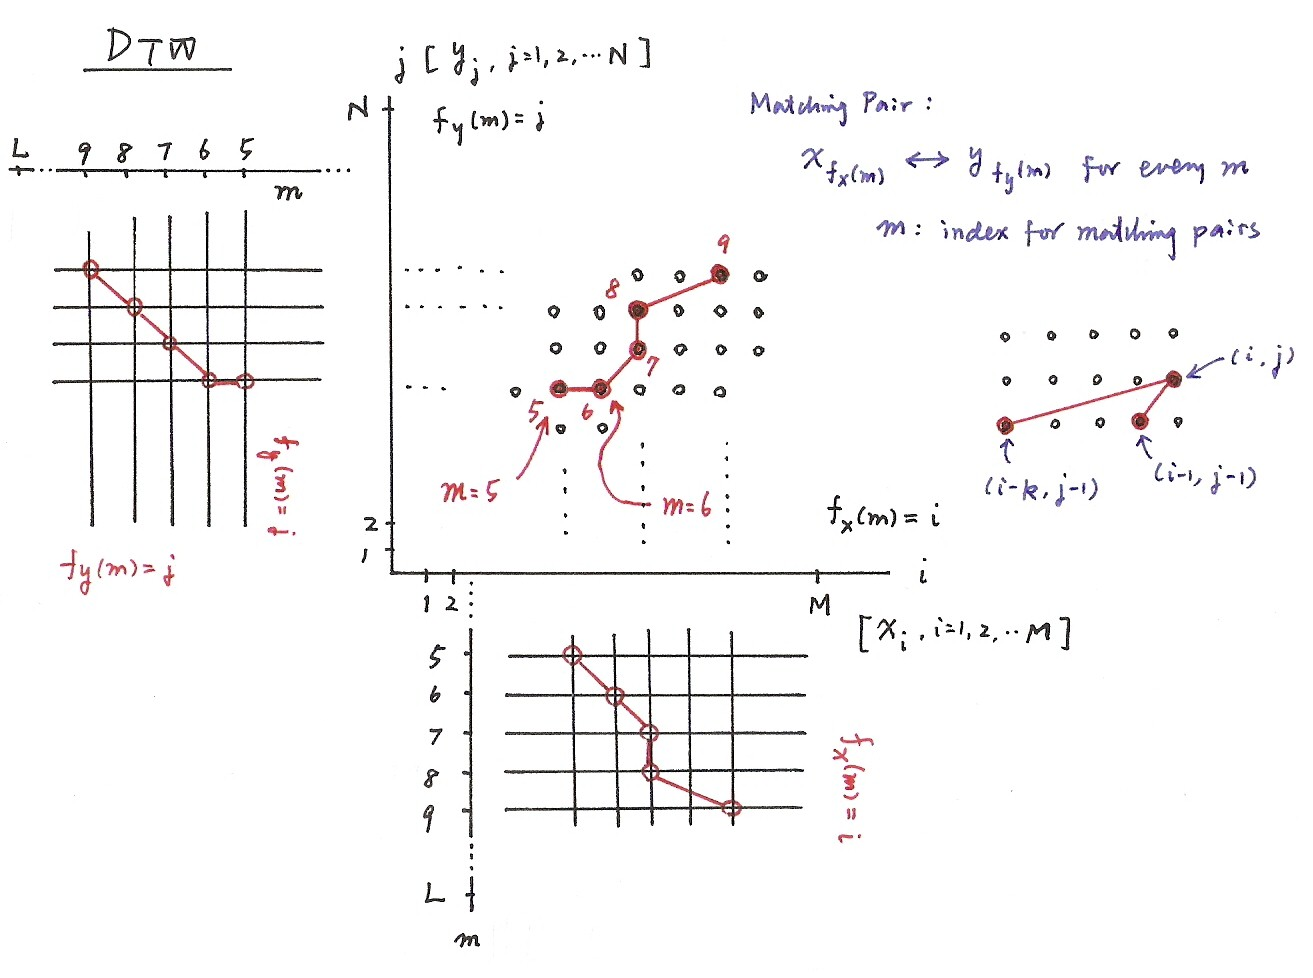 DTW
j [ y_j, j=1, 2, ... N ]
N
f_y(m) = j
Matching Pair :
x_{f_x(m)} ↔ y_{f_y(m)} for every m
m : index for matching pairs
L ..... 9 8 7 6 5 .....
m
9
8
7
5 6
m=5
m=6
(i, j)
(i-k, j-1)
(i-1, j-1)
f_y(m) = j
f_y(m) = j
2
1
f_x(m) = i
i
1 2
M
[ x_i, i=1, 2, .. M ]
5
6
7
8
9
f_x(m) = i
L
m